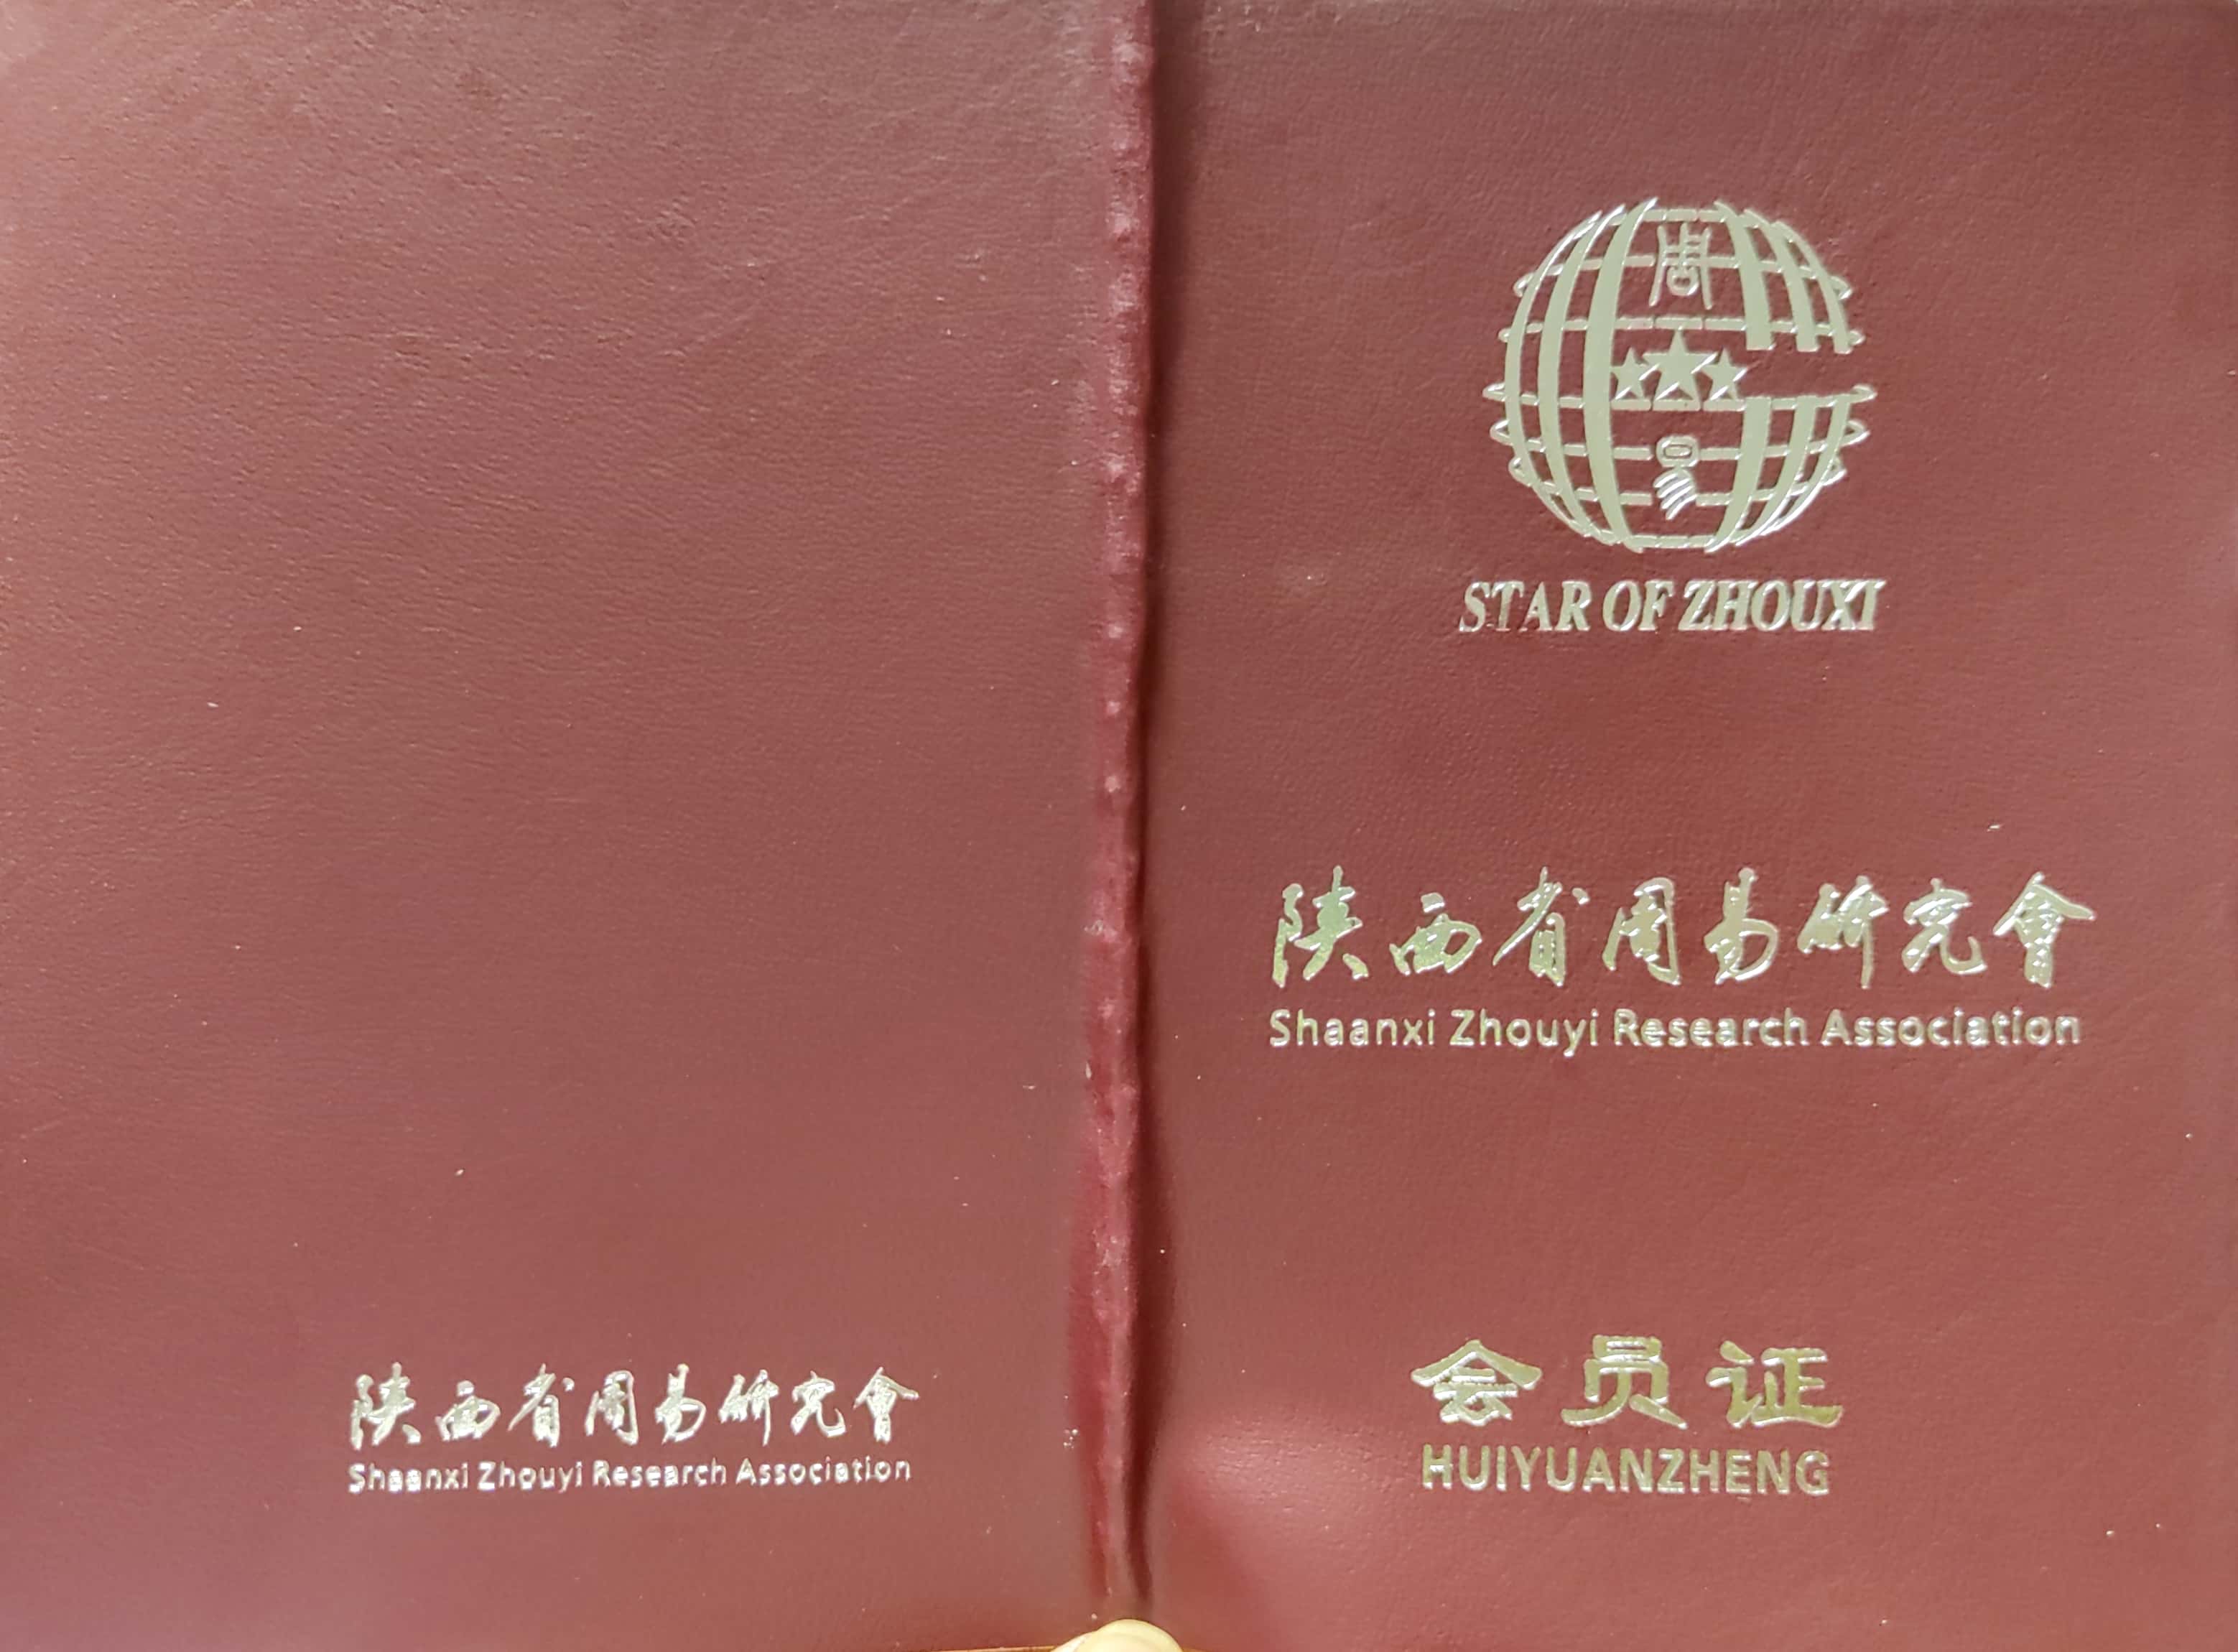 周
易
STAR OF ZHOUXI
陕西省周易研究會
Shaanxi Zhouyi Research Association
会员证
HUIYUANZHENG
陕西省周易研究會
Shaanxi Zhouyi Research Association